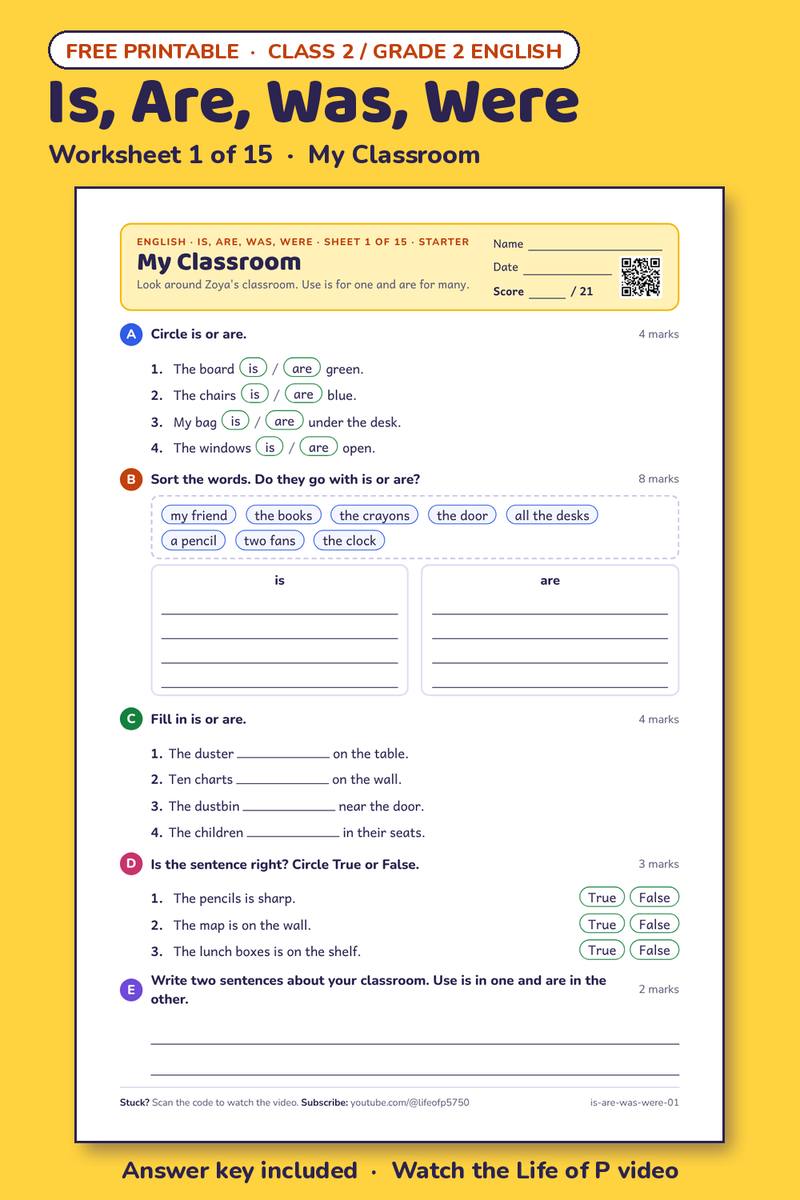 FREE PRINTABLE · CLASS 2 / GRADE 2 ENGLISH
Is, Are, Was, Were
Worksheet 1 of 15 · My Classroom
ENGLISH · IS, ARE, WAS, WERE · SHEET 1 OF 15 · STARTER
My Classroom
Look around Zoya's classroom. Use is for one and are for many.
Name
Date
Score / 21
A Circle is or are. 4 marks
1. The board is / are green.
2. The chairs is / are blue.
3. My bag is / are under the desk.
4. The windows is / are open.
B Sort the words. Do they go with is or are? 8 marks
my friend the books the crayons the door all the desks
a pencil two fans the clock
is are
C Fill in is or are. 4 marks
1. The duster ____________ on the table.
2. Ten charts ____________ on the wall.
3. The dustbin ____________ near the door.
4. The children ____________ in their seats.
D Is the sentence right? Circle True or False. 3 marks
1. The pencils is sharp. True False
2. The map is on the wall. True False
3. The lunch boxes is on the shelf. True False
E Write two sentences about your classroom. Use is in one and are in the 2 marks
other.
Stuck? Scan the code to watch the video. Subscribe: youtube.com/@lifeofp5750 is-are-was-were-01
Answer key included · Watch the Life of P video